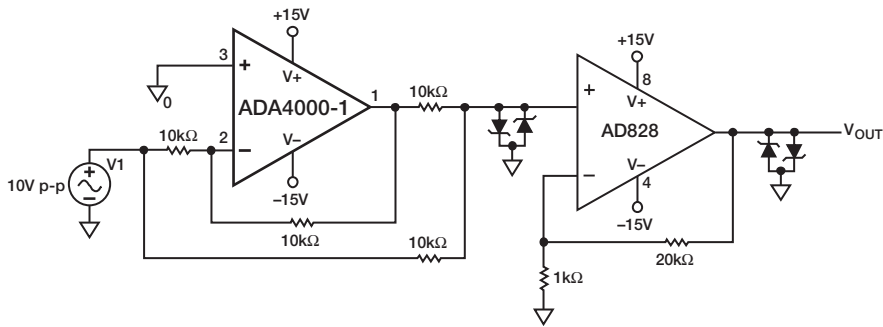 +15V
3
+
V+
0
ADA4000-1
1
10kΩ
10kΩ
2
−
V−
−15V
10V p-p
+
−
V1
10kΩ
10kΩ
+15V
8
+
V+
AD828
V−
−
4
−15V
VOUT
20kΩ
1kΩ